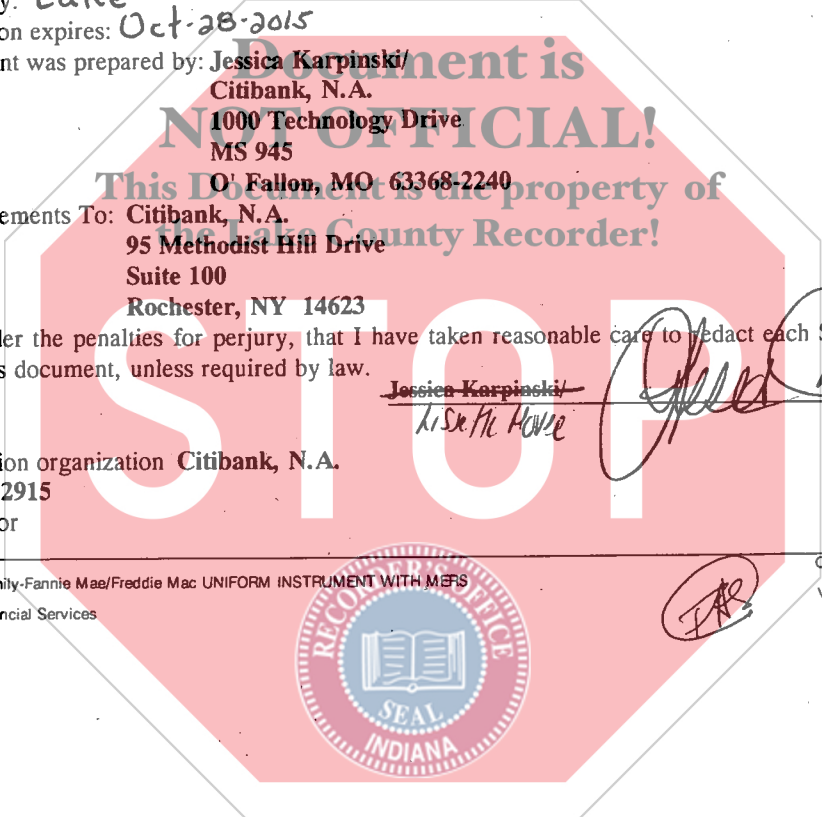 y: Lake
on expires: Oct-28-2015
nt was prepared by: Jessica Karpinski/
Citibank, N.A.
1000 Technology Drive
MS 945
O' Fallon, MO 63368-2240
Document is
NOT OFFICIAL!
This Document is the property of
the Lake County Recorder!
ements To: Citibank, N.A.
95 Methodist Hill Drive
Suite 100
Rochester, NY 14623
er the penalties for perjury, that I have taken reasonable care to redact each S
s document, unless required by law.
Jessica Karpinski/
STOP
ion organization Citibank, N.A.
2915
or
nily-Fannie Mae/Freddie Mac UNIFORM INSTRUMENT WITH MERS
ncial Services
RECORDER'S OFFICE
SEAL
INDIANA